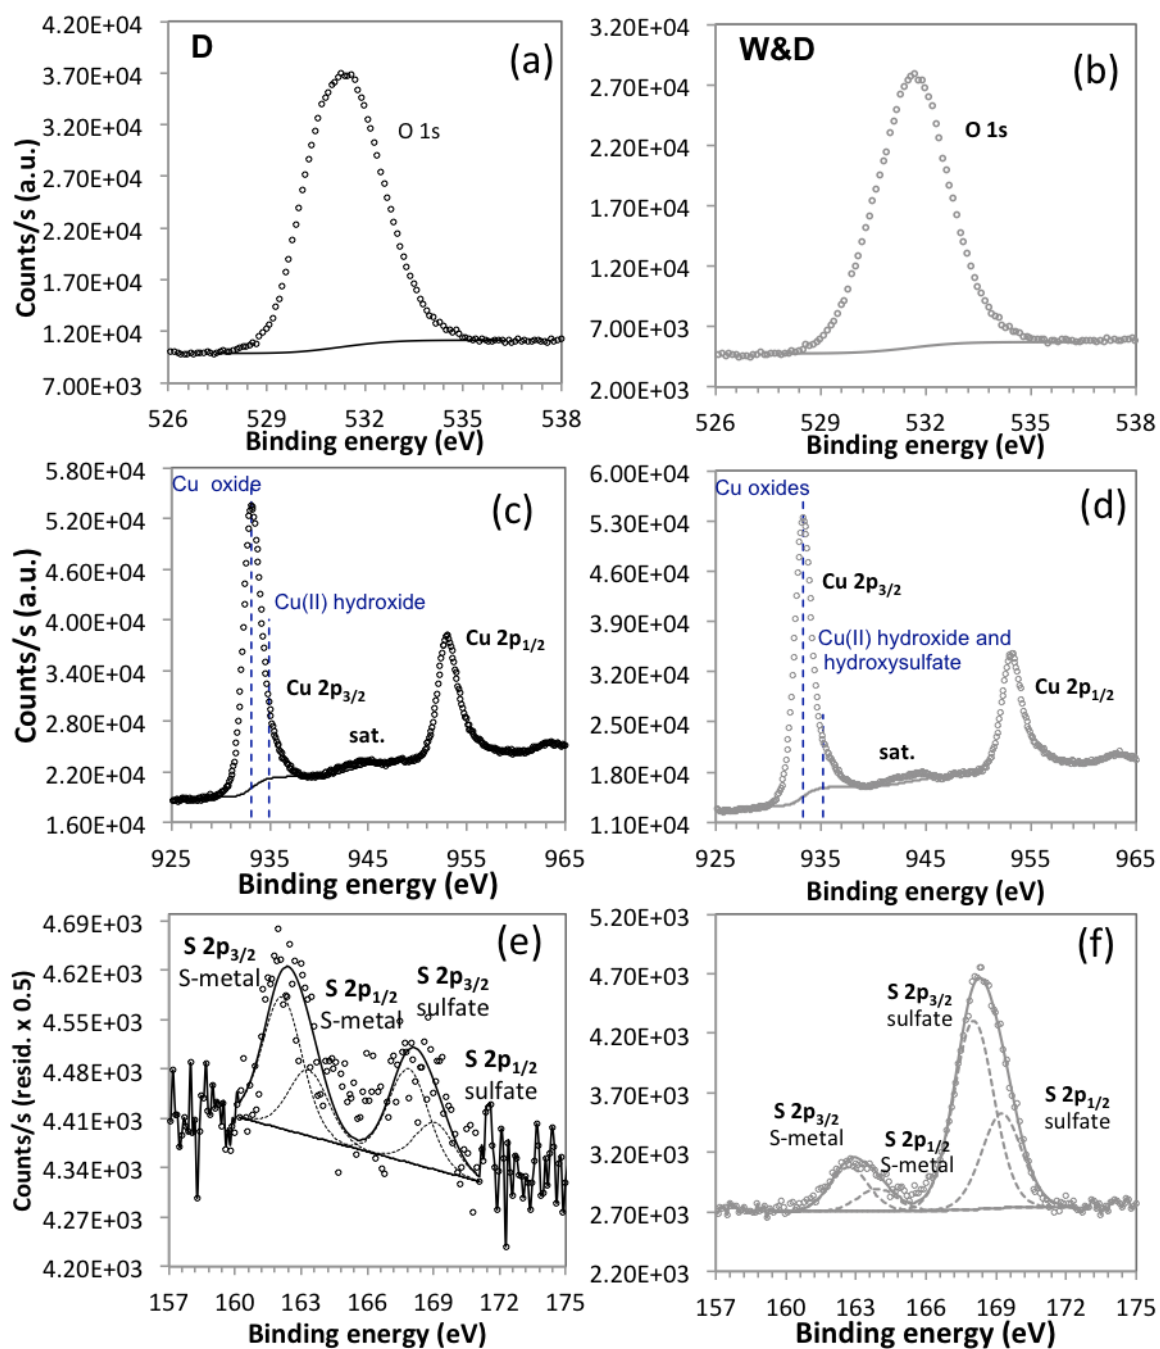 D
(a)
O 1s
Counts/s (a.u.)
4.20E+04
3.70E+04
3.20E+04
2.70E+04
2.20E+04
1.70E+04
1.20E+04
7.00E+03
526 529 532 535 538
Binding energy (eV)
W&D
(b)
O 1s
3.20E+04
2.70E+04
2.20E+04
1.70E+04
1.20E+04
7.00E+03
2.00E+03
526 529 532 535 538
Binding energy (eV)
Cu oxide
(c)
Cu(II) hydroxide
Cu 2p1/2
Cu 2p3/2
sat.
Counts/s (a.u.)
5.80E+04
5.20E+04
4.60E+04
4.00E+04
3.40E+04
2.80E+04
2.20E+04
1.60E+04
925 935 945 955 965
Binding energy (eV)
Cu oxides
(d)
Cu 2p3/2
Cu(II) hydroxide and
hydroxysulfate
Cu 2p1/2
sat.
6.00E+04
5.30E+04
4.60E+04
3.90E+04
3.20E+04
2.50E+04
1.80E+04
1.10E+04
925 935 945 955 965
Binding energy (eV)
(e)
S 2p3/2
S-metal
S 2p1/2
S-metal
S 2p3/2
sulfate
S 2p1/2
sulfate
Counts/s (resid. x 0.5)
4.69E+03
4.62E+03
4.55E+03
4.48E+03
4.41E+03
4.34E+03
4.27E+03
4.20E+03
157 160 163 166 169 172 175
Binding energy (eV)
(f)
S 2p3/2
sulfate
S 2p1/2
sulfate
S 2p3/2
S-metal
S 2p1/2
S-metal
5.20E+03
4.70E+03
4.20E+03
3.70E+03
3.20E+03
2.70E+03
2.20E+03
157 160 163 166 169 172 175
Binding energy (eV)